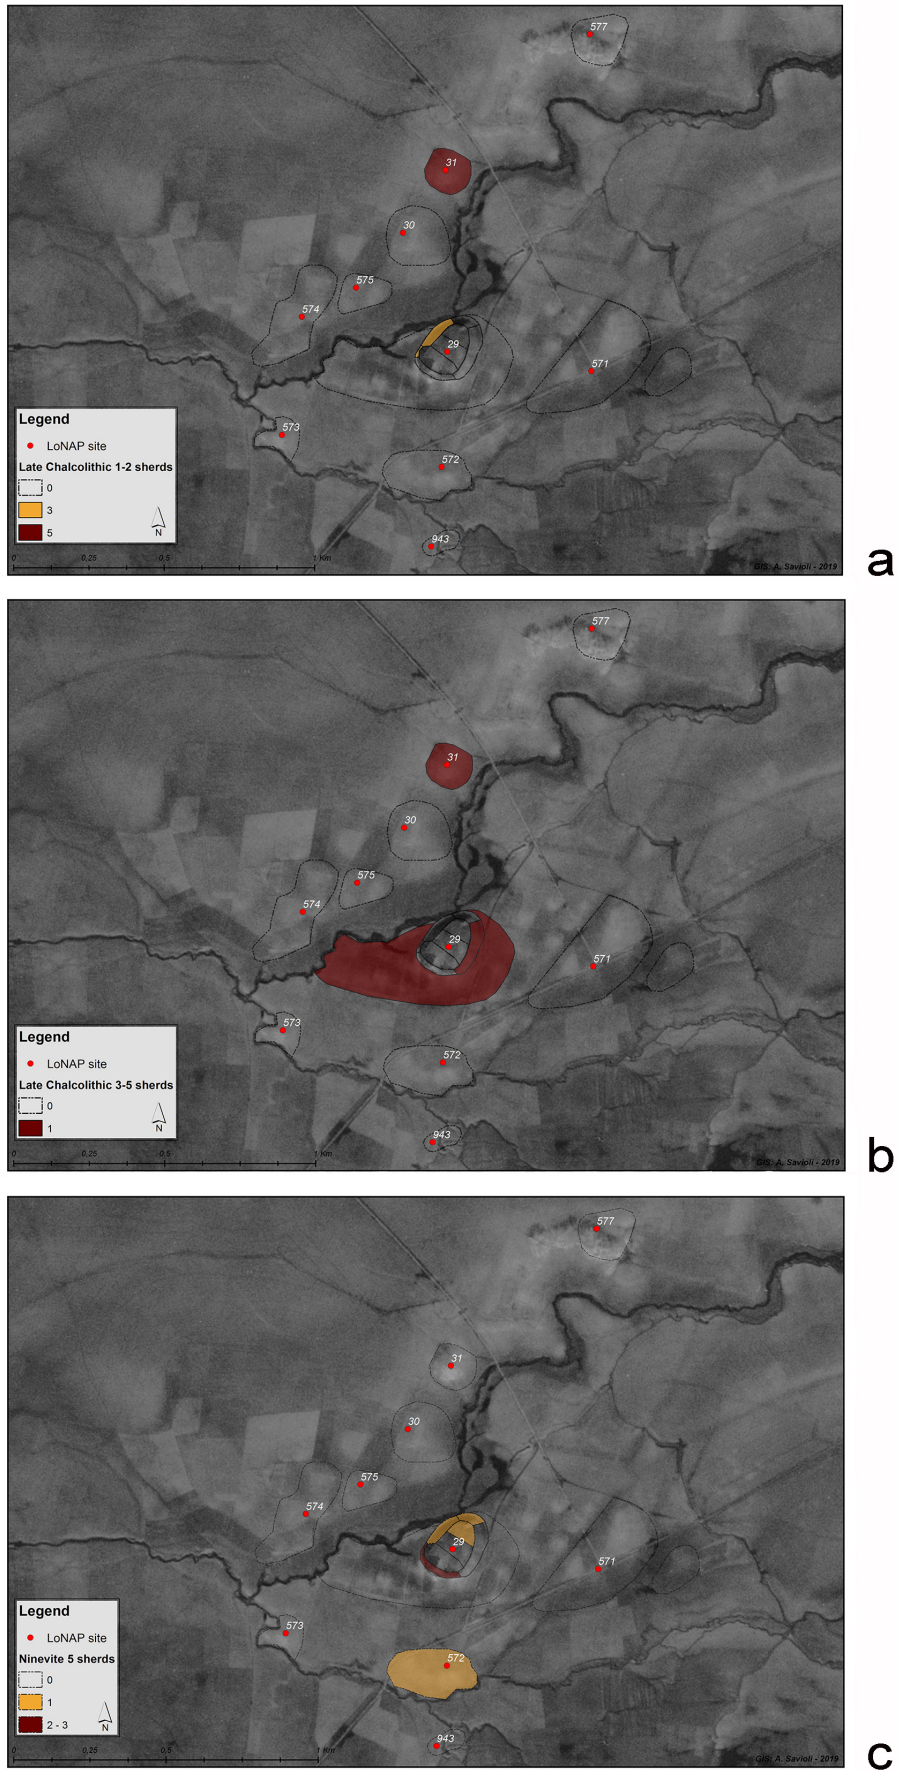 577
31
30
575
574
29
571
573
572
943
Legend
LoNAP site
Late Chalcolithic 1-2 sherds
0
3
5
N
0 0,25 0,5 1 Km
GIS: A. Savioli - 2019
a
577
31
30
575
574
29
571
573
572
943
Legend
LoNAP site
Late Chalcolithic 3-5 sherds
0
1
N
0 0,25 0,5 1 Km
GIS: A. Savioli - 2019
b
577
31
30
575
574
29
571
573
572
943
Legend
LoNAP site
Ninevite 5 sherds
0
1
2 - 3
N
0 0,25 0,5 1 Km
GIS: A. Savioli - 2019
c